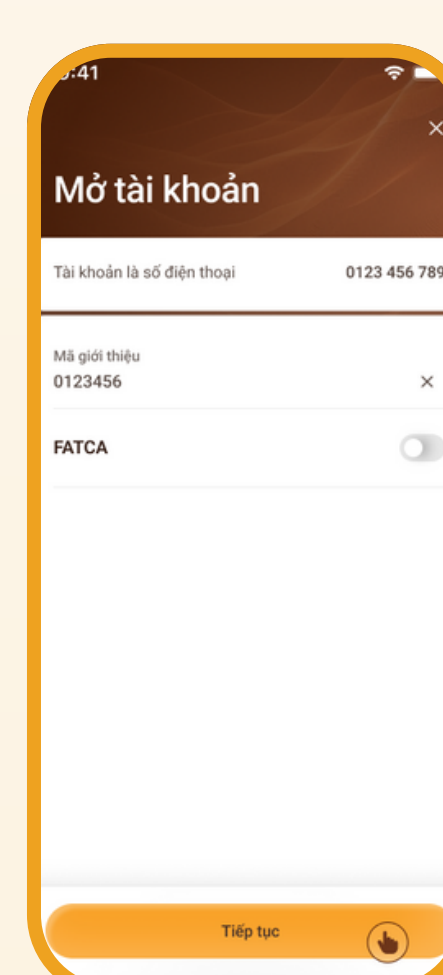 :41
Mở tài khoản
Tài khoản là số điện thoại 0123 456 789
Mã giới thiệu
0123456
FATCA
Tiếp tục